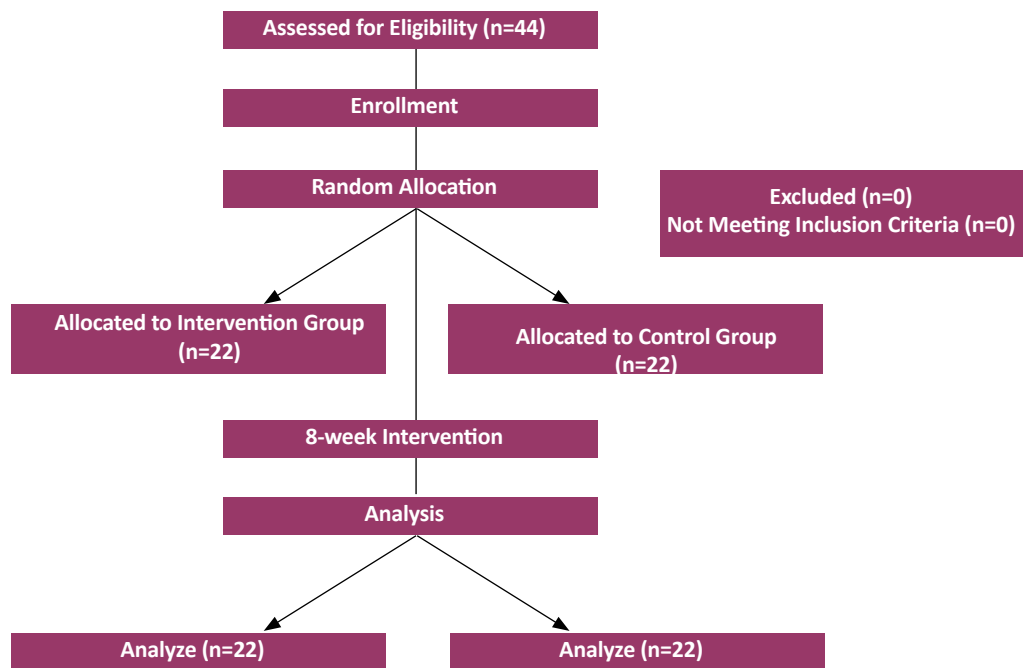 Assessed for Eligibility (n=44)
Enrollment
Random Allocation
Excluded (n=0)
Not Meeting Inclusion Criteria (n=0)
Allocated to Intervention Group
(n=22)
Allocated to Control Group
(n=22)
8-week Intervention
Analysis
Analyze (n=22)
Analyze (n=22)